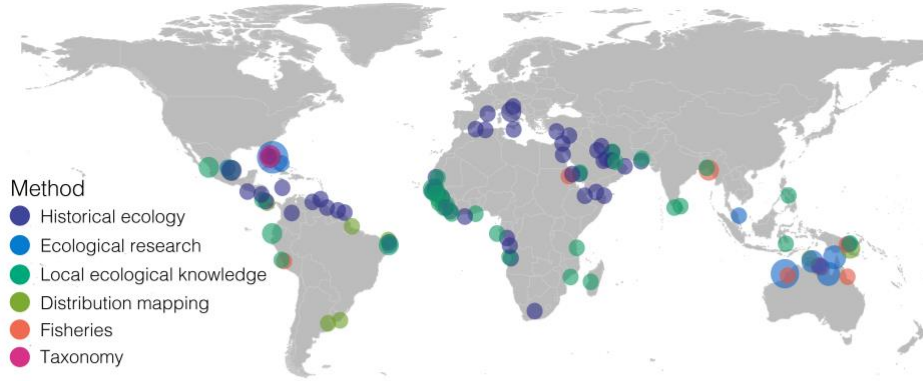 Method
Historical ecology
Ecological research
Local ecological knowledge
Distribution mapping
Fisheries
Taxonomy